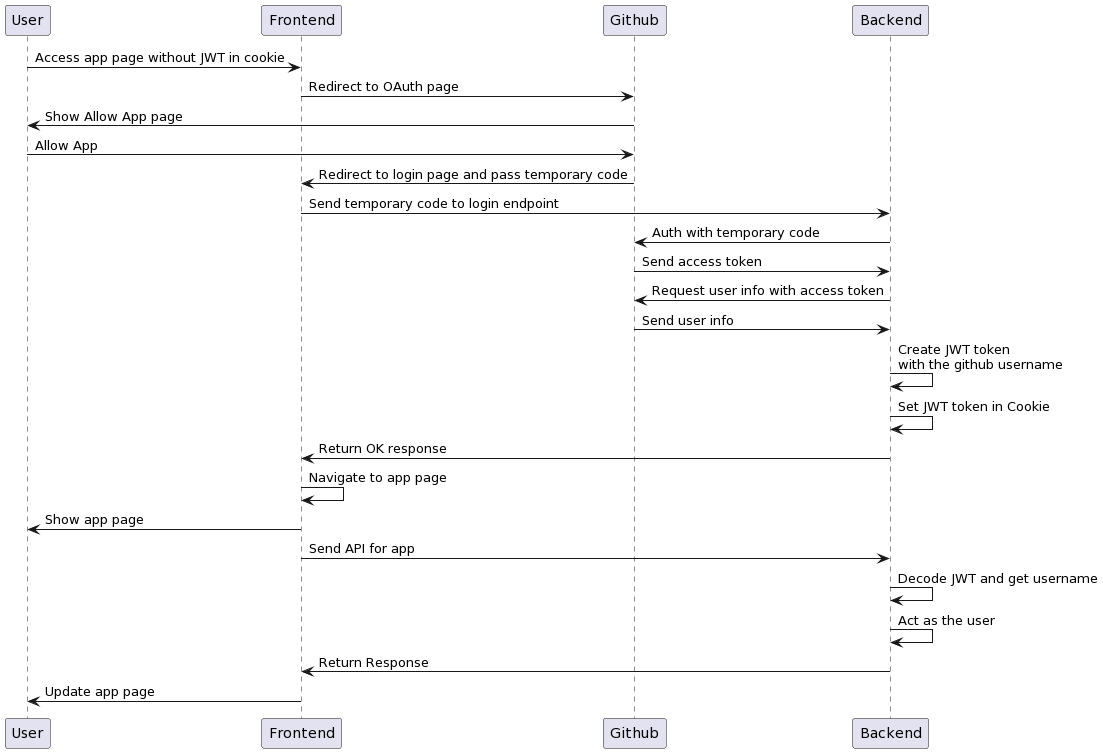 User
Frontend
Github
Backend
Access app page without JWT in cookie
Redirect to OAuth page
Show Allow App page
Allow App
Redirect to login page and pass temporary code
Send temporary code to login endpoint
Auth with temporary code
Send access token
Request user info with access token
Send user info
Create JWT token
with the github username
Set JWT token in Cookie
Return OK response
Navigate to app page
Show app page
Send API for app
Decode JWT and get username
Act as the user
Return Response
Update app page
User
Frontend
Github
Backend